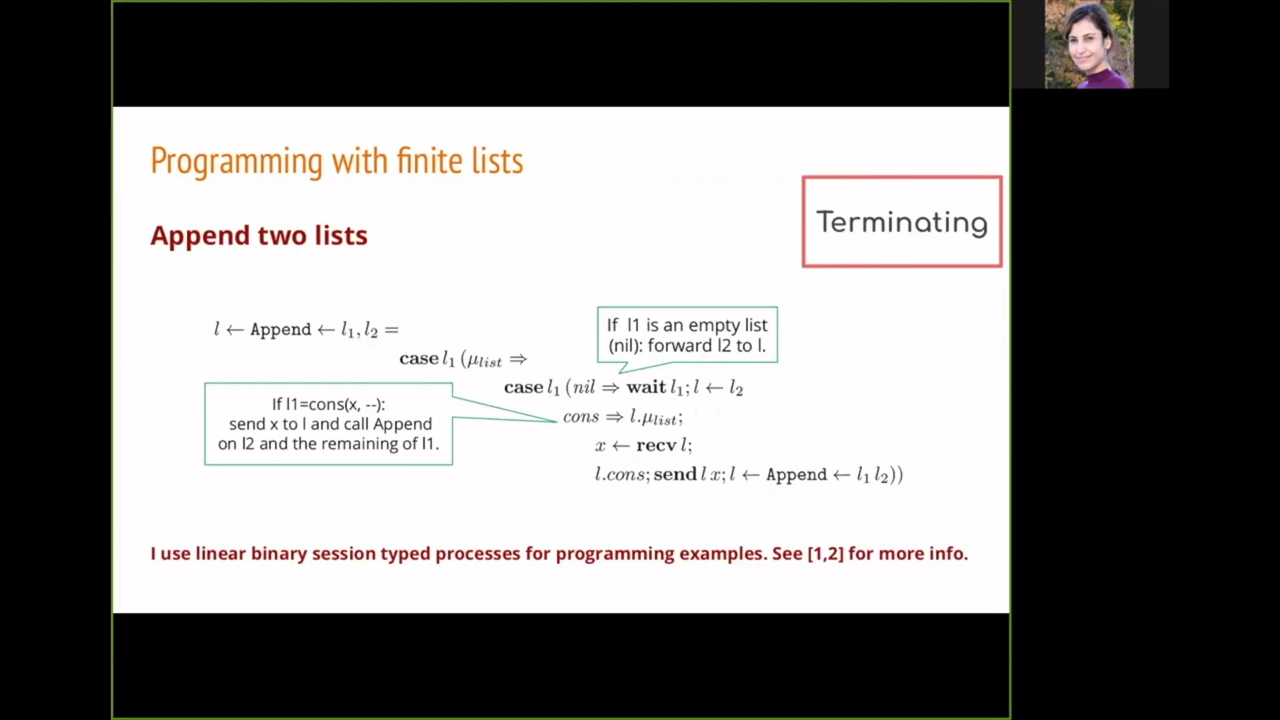 Programming with finite lists
Terminating
Append two lists
If l1 is an empty list
(nil): forward l2 to l.
l ← Append ← l₁, l₂ =
case l₁ (μ_list ⇒
case l₁ (nil ⇒ wait l₁; l ← l₂
If l1=cons(x, --):
send x to l and call Append
on l2 and the remaining of l1.
cons ⇒ l.μ_list;
x ← recv l;
l.cons; send l x; l ← Append ← l₁ l₂))
I use linear binary session typed processes for programming examples. See [1,2] for more info.